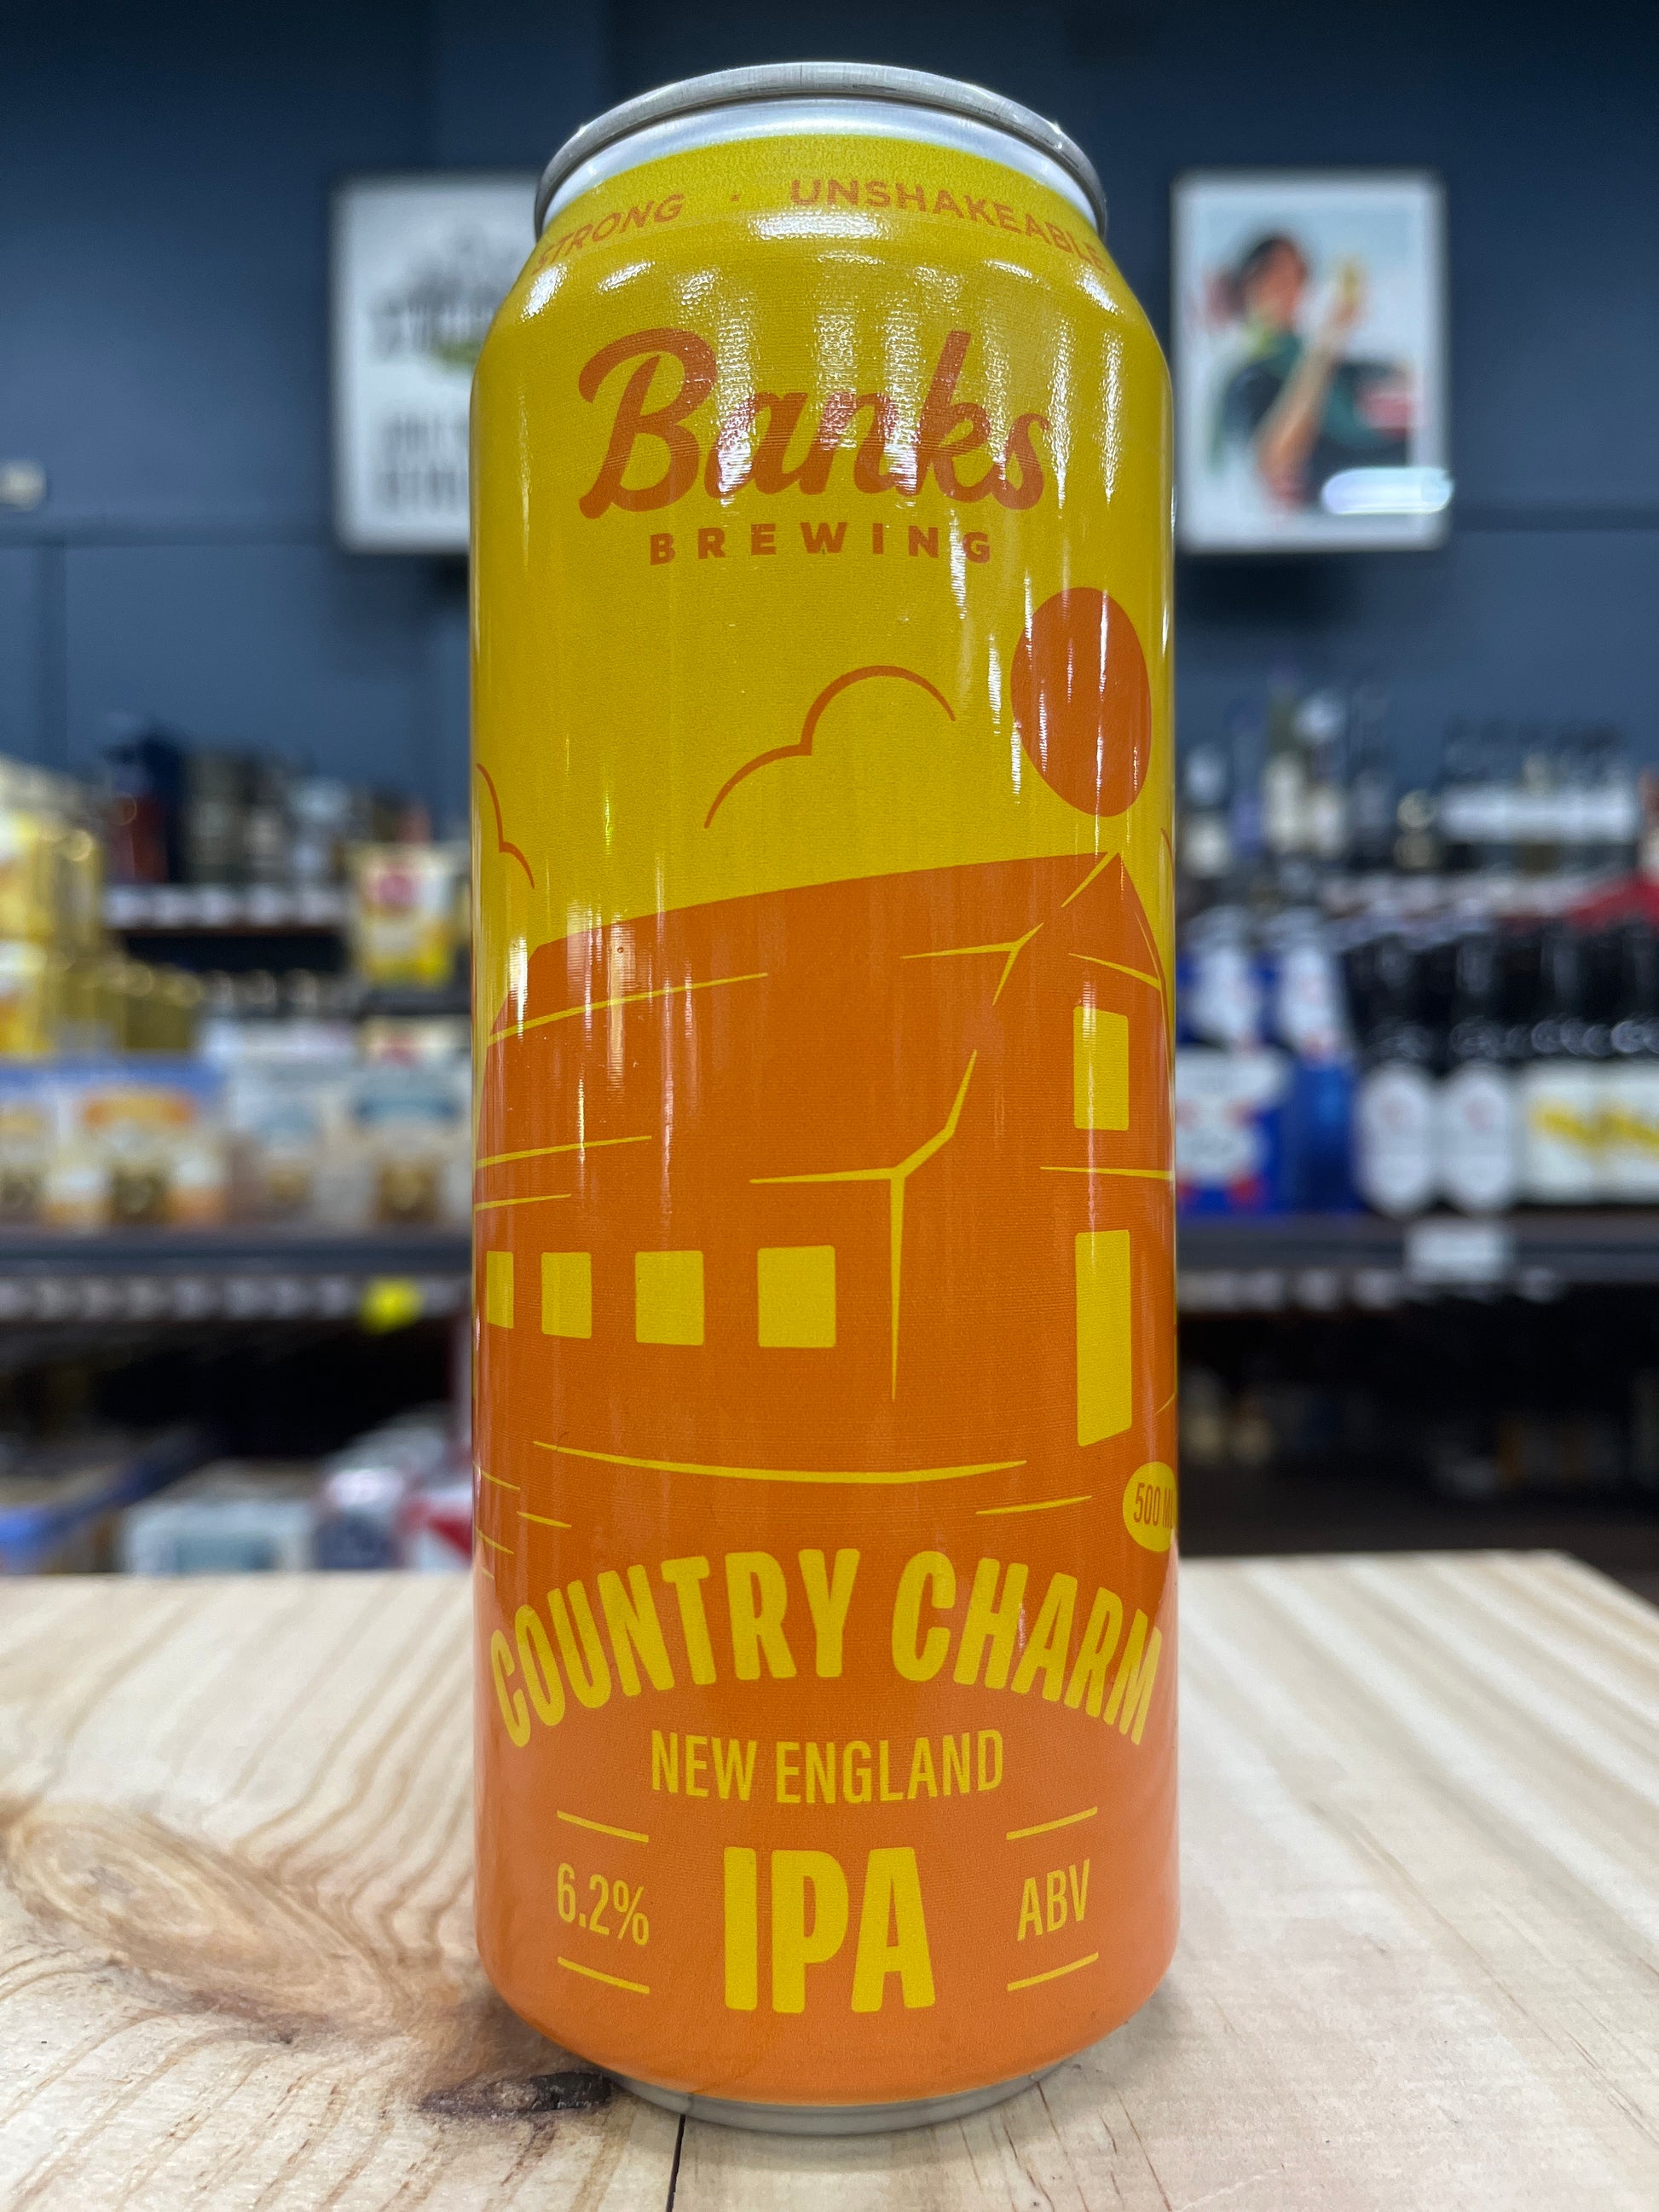 STRONG · UNSHAKEABLE
Banks
BREWING
500 ML
COUNTRY CHARM
NEW ENGLAND
6.2% IPA ABV